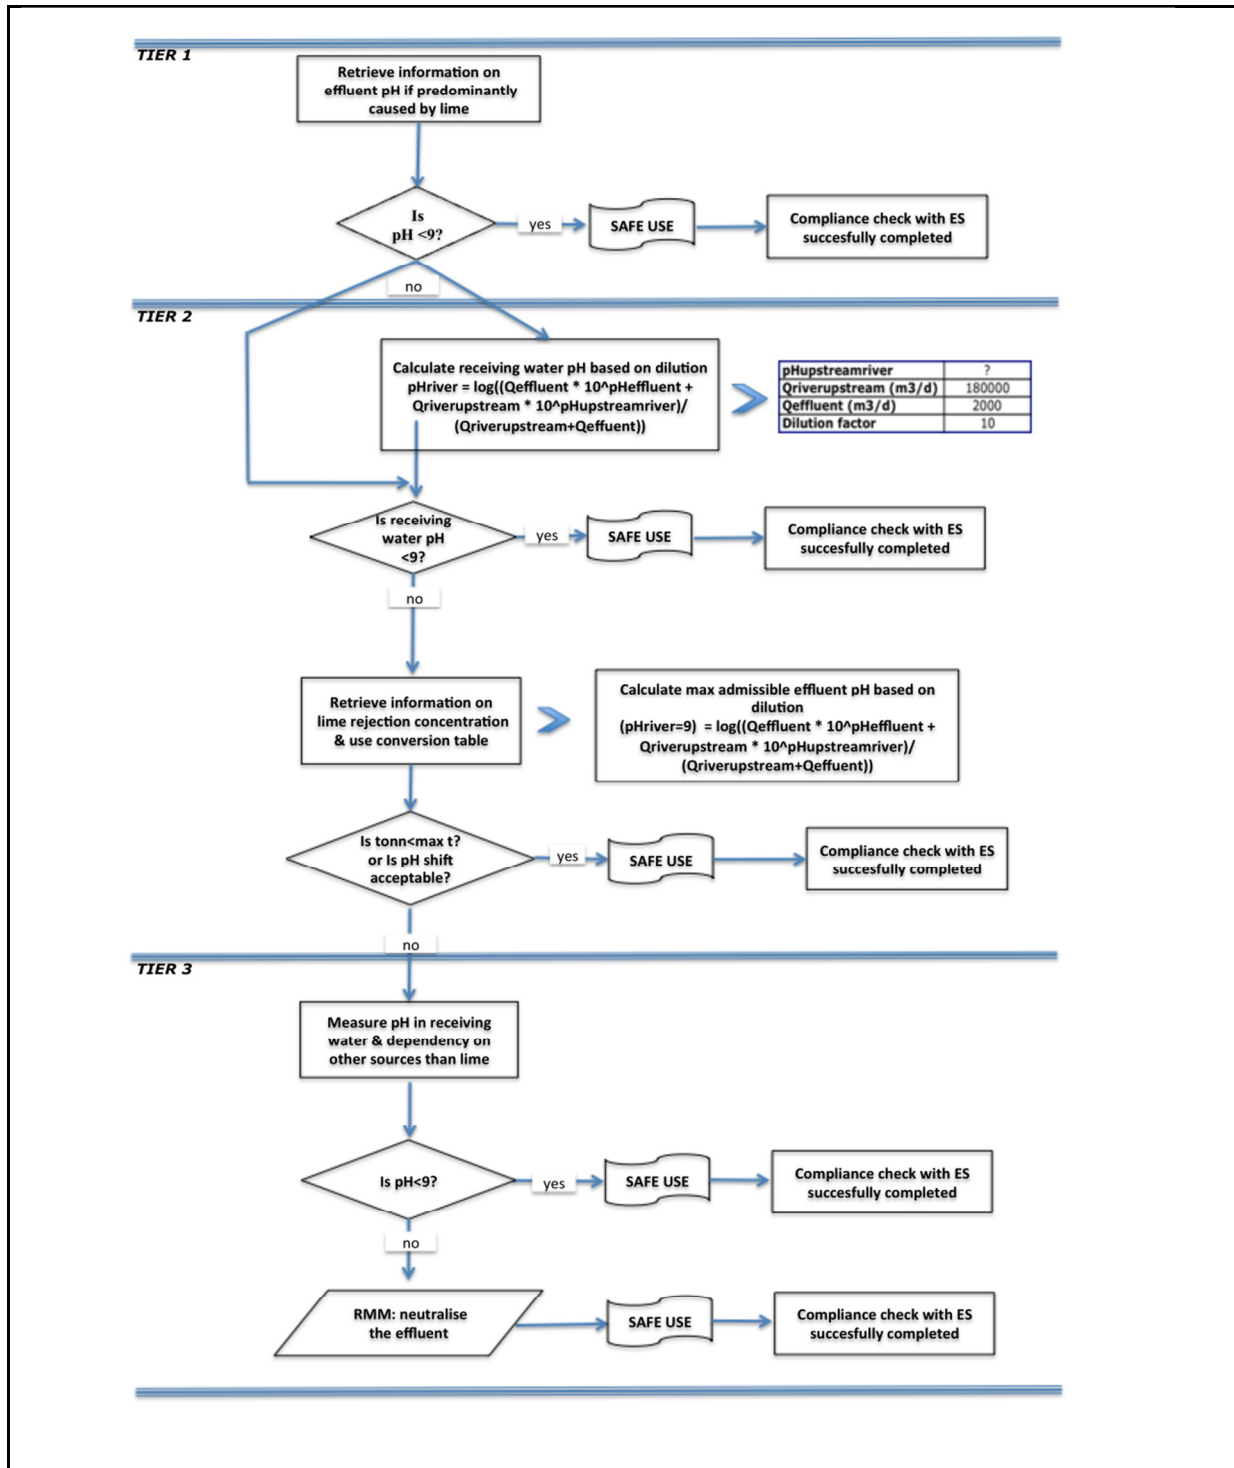 TIER 1
Retrieve information on
effluent pH if predominantly
caused by lime
Is
pH <9?
yes
SAFE USE
Compliance check with ES
succesfully completed
no
TIER 2
Calculate receiving water pH based on dilution
pHriver = log((Qeffluent * 10^pHeffluent +
Qriverupstream * 10^pHupstreamriver)/
(Qriverupstream+Qeffuent))
pHupstreamriver ?
Qriverupstream (m3/d) 180000
Qeffluent (m3/d) 2000
Dilution factor 10
Is receiving
water pH
<9?
yes
SAFE USE
Compliance check with ES
succesfully completed
no
Retrieve information on
lime rejection concentration
& use conversion table
Calculate max admissible effluent pH based on
dilution
(pHriver=9) = log((Qeffluent * 10^pHeffluent +
Qriverupstream * 10^pHupstreamriver)/
(Qriverupstream+Qeffuent))
Is tonn<max t?
or Is pH shift
acceptable?
yes
SAFE USE
Compliance check with ES
succesfully completed
no
TIER 3
Measure pH in receiving
water & dependency on
other sources than lime
Is pH<9?
yes
SAFE USE
Compliance check with ES
succesfully completed
no
RMM: neutralise
the effluent
SAFE USE
Compliance check with ES
succesfully completed